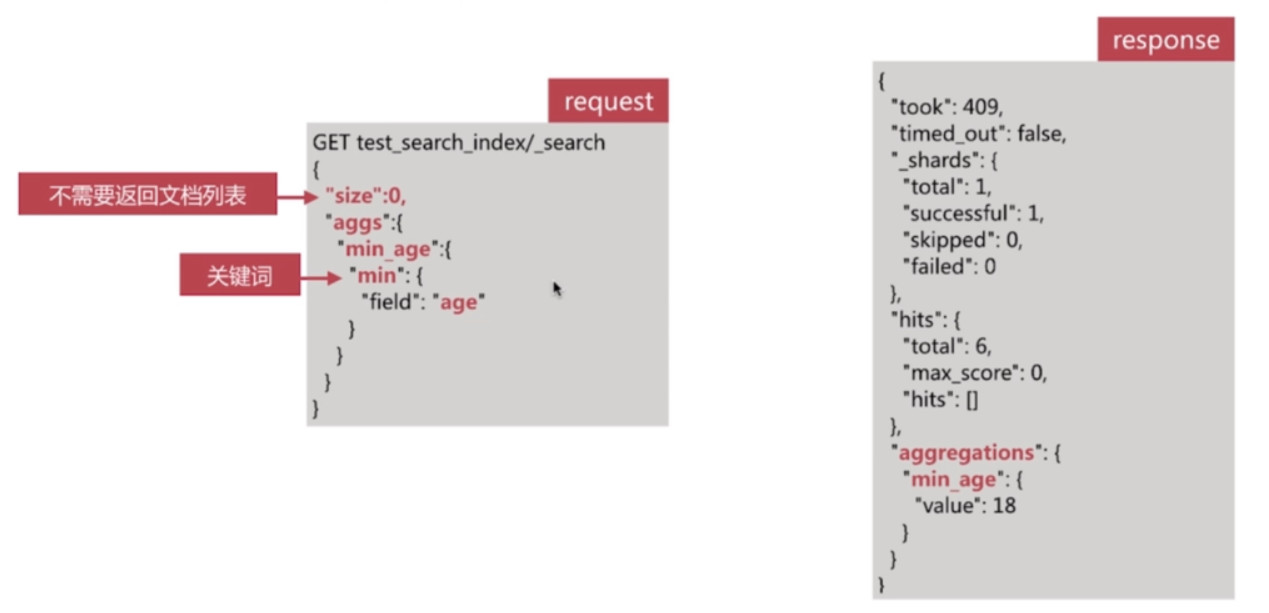 request
GET test_search_index/_search
{
不需要返回文档列表
"size":0,
"aggs":{
"min_age":{
关键词
"min": {
"field": "age"
}
}
}
}
response
{
"took": 409,
"timed_out": false,
"_shards": {
"total": 1,
"successful": 1,
"skipped": 0,
"failed": 0
},
"hits": {
"total": 6,
"max_score": 0,
"hits": []
},
"aggregations": {
"min_age": {
"value": 18
}
}
}